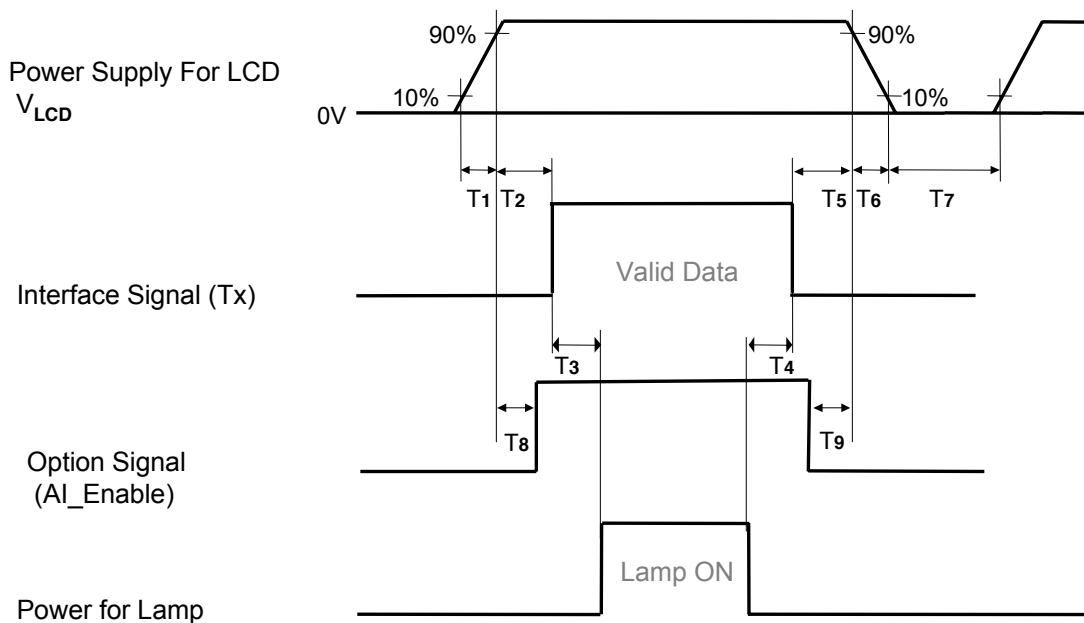 90%
90%
Power Supply For LCD
VLCD
10%
10%
0V
T1
T2
T5
T6
T7
Valid Data
Interface Signal (Tx)
T3
T4
T8
T9
Option Signal
(AI_Enable)
Lamp ON
Power for Lamp